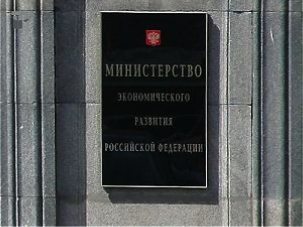 МИНИСТЕРСТВО
ЭКОНОМИЧЕСКОГО
РАЗВИТИЯ
РОССИЙСКОЙ ФЕДЕРАЦИИ